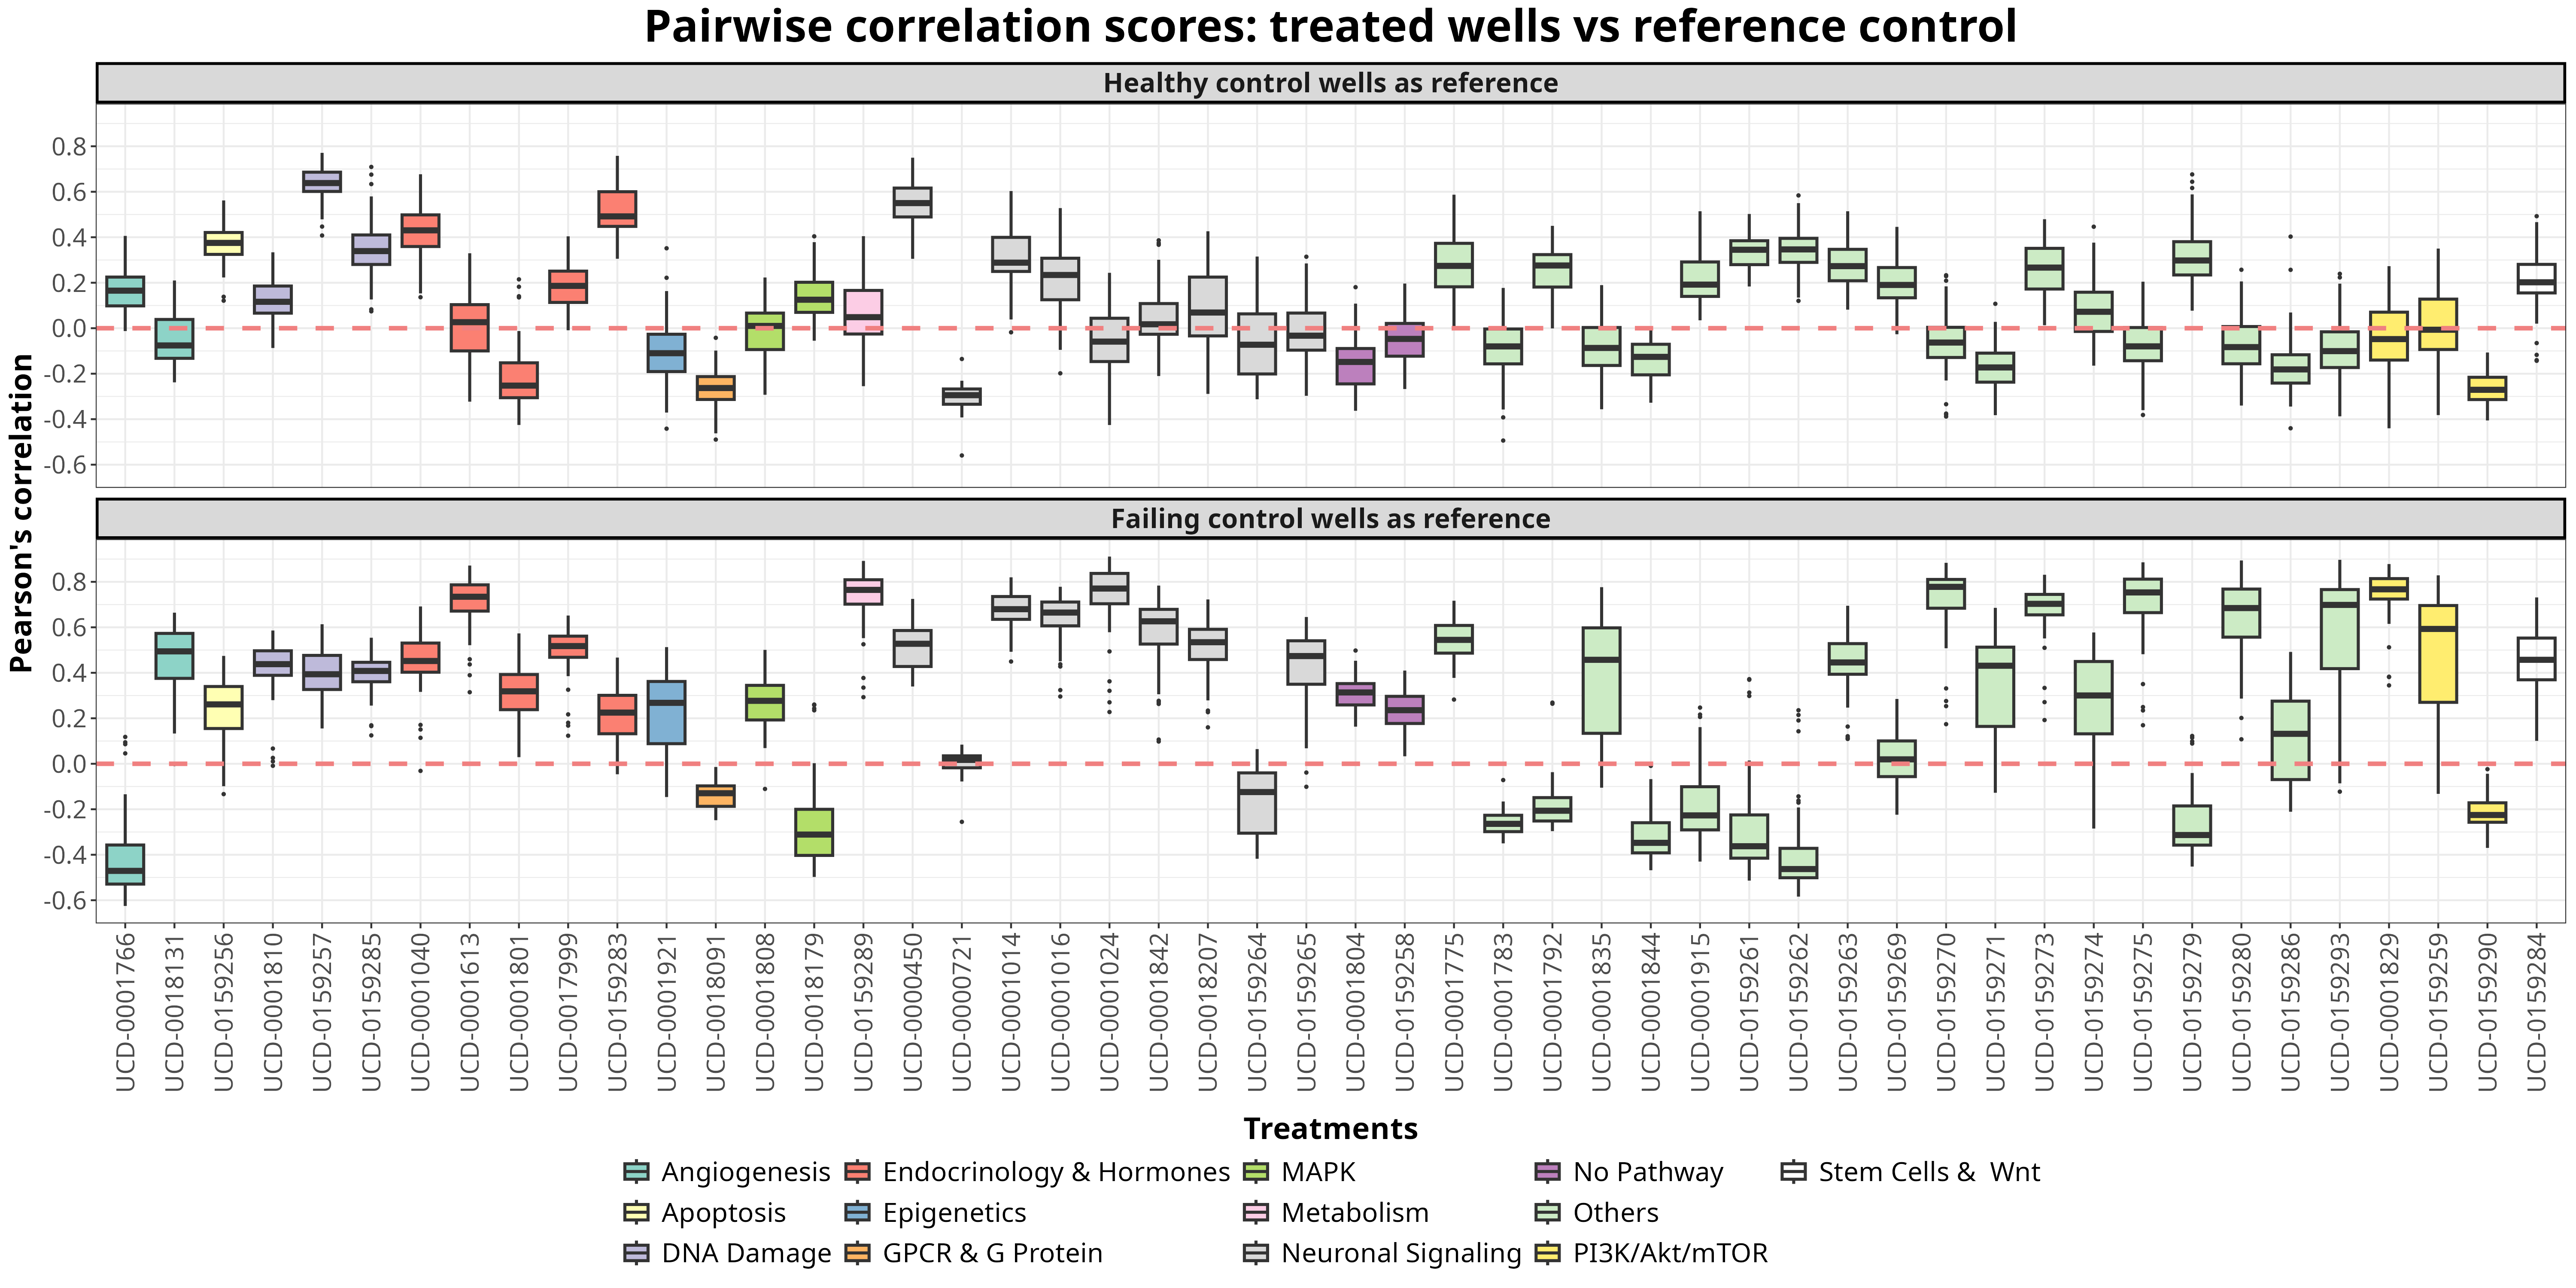 Pairwise correlation scores: treated wells vs reference control
Healthy control wells as reference
0.8
0.6
0.4
0.2
0.0
-0.2
-0.4
-0.6
Failing control wells as reference
0.8
0.6
0.4
0.2
0.0
-0.2
-0.4
-0.6
Pearson's correlation
UCD-0001766
UCD-0018131
UCD-0159256
UCD-0001810
UCD-0159257
UCD-0159285
UCD-0001040
UCD-0001613
UCD-0001801
UCD-0017999
UCD-0159283
UCD-0001921
UCD-0018091
UCD-0001808
UCD-0018179
UCD-0159289
UCD-0000450
UCD-0000721
UCD-0001014
UCD-0001016
UCD-0001024
UCD-0001842
UCD-0018207
UCD-0159264
UCD-0159265
UCD-0001804
UCD-0159258
UCD-0001775
UCD-0001783
UCD-0001792
UCD-0001835
UCD-0001844
UCD-0001915
UCD-0159261
UCD-0159262
UCD-0159263
UCD-0159269
UCD-0159270
UCD-0159271
UCD-0159273
UCD-0159274
UCD-0159275
UCD-0159279
UCD-0159280
UCD-0159286
UCD-0159293
UCD-0001829
UCD-0159259
UCD-0159290
UCD-0159284
Treatments
Angiogenesis
Apoptosis
DNA Damage
Endocrinology & Hormones
Epigenetics
GPCR & G Protein
MAPK
Metabolism
Neuronal Signaling
No Pathway
Others
PI3K/Akt/mTOR
Stem Cells &  Wnt